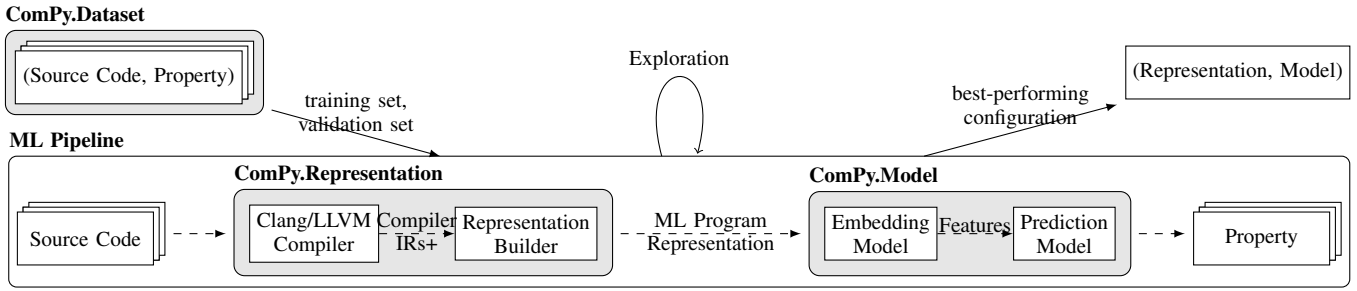 ComPy.Dataset
(Source Code, Property)
training set,
validation set
Exploration
best-performing
configuration
(Representation, Model)
ML Pipeline
Source Code
ComPy.Representation
Clang/LLVM
Compiler
Compiler
IRs+
Representation
Builder
ML Program
Representation
ComPy.Model
Embedding
Model
Features
Prediction
Model
Property